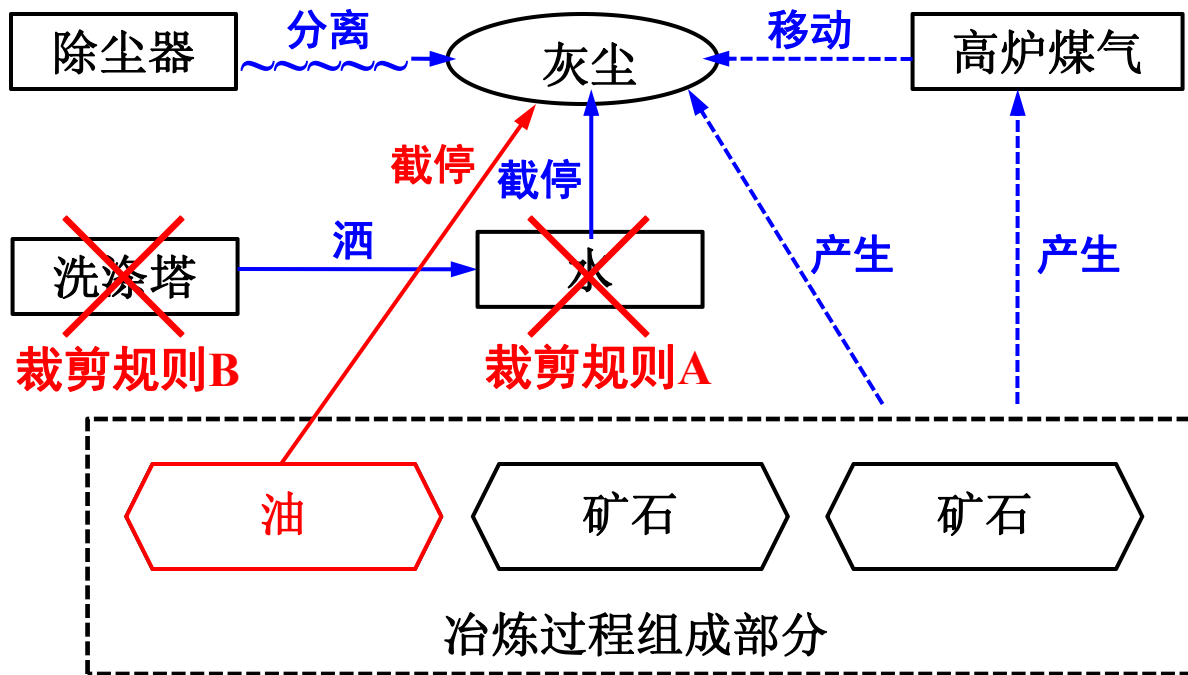 除尘器
分离
灰尘
移动
高炉煤气
截停
截停
洗涤塔
洒
水
产生
产生
裁剪规则B
裁剪规则A
油
矿石
矿石
冶炼过程组成部分